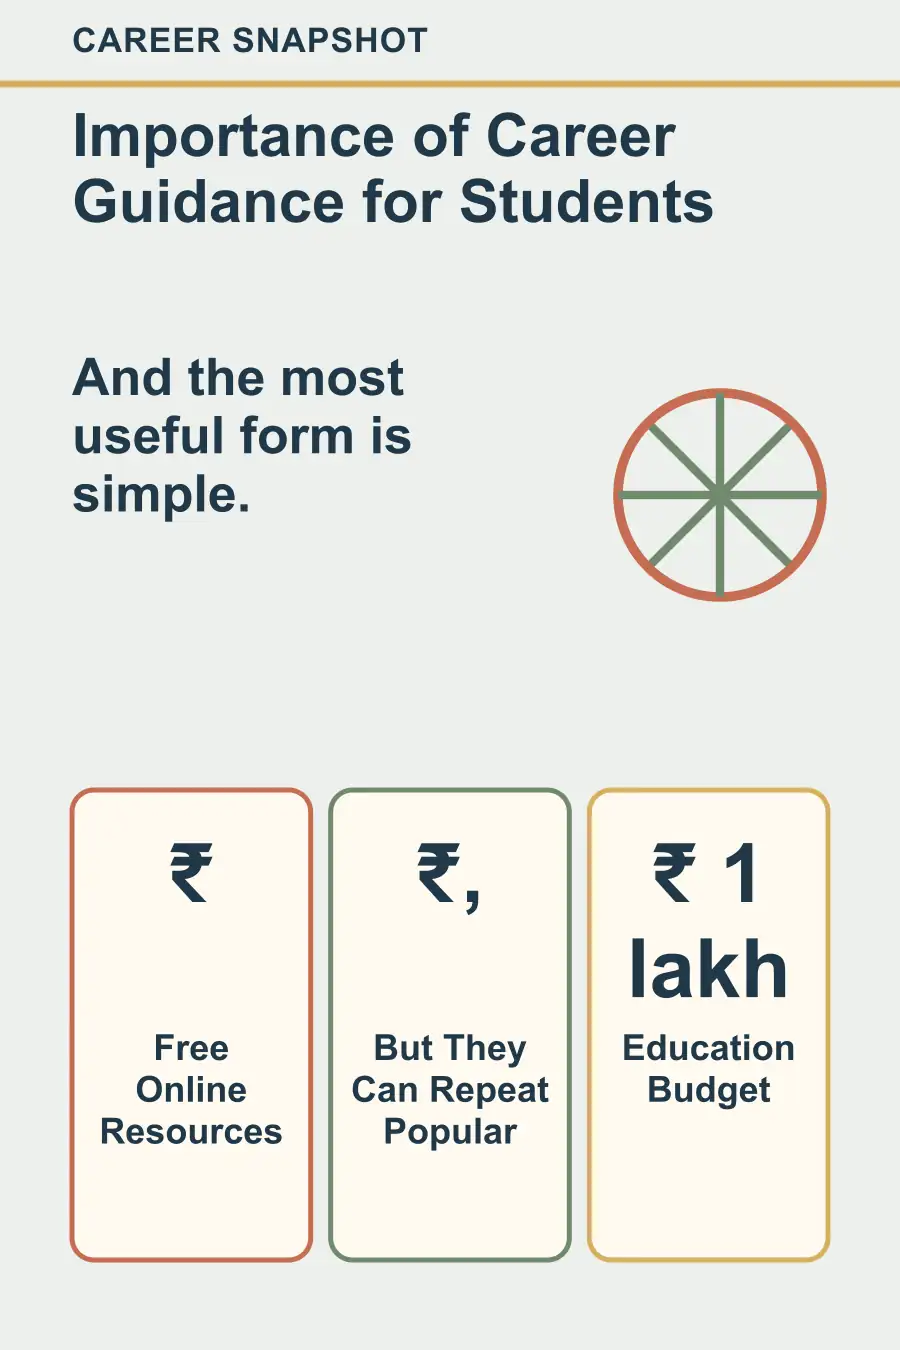 CAREER SNAPSHOT
Importance of Career
Guidance for Students
And the most
useful form is
simple.
₹
Free
Online
Resources
₹,
But They
Can Repeat
Popular
₹ 1
lakh
Education
Budget